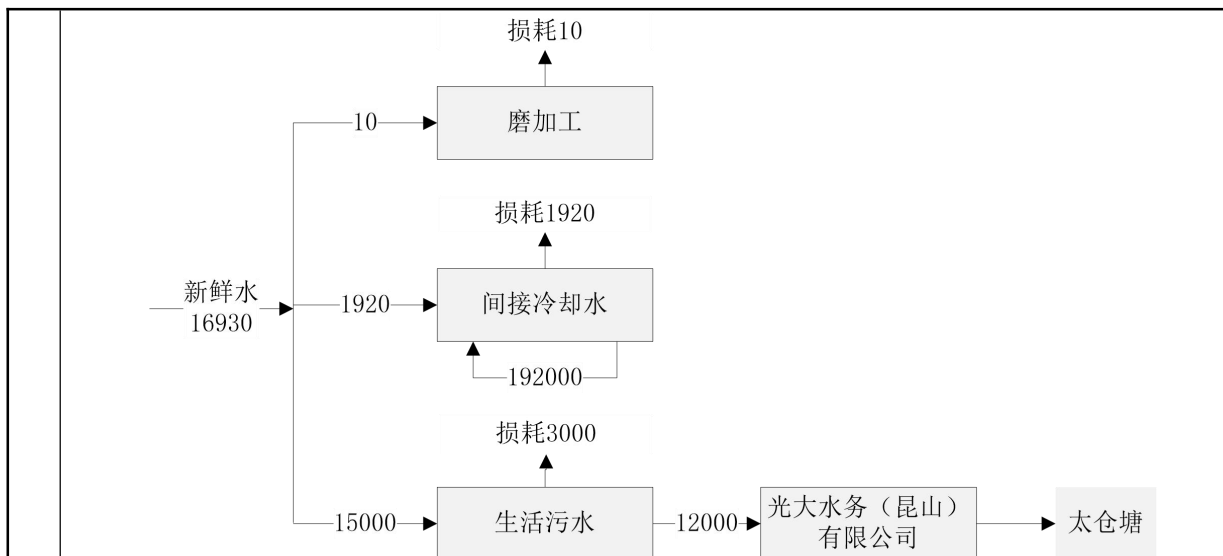 损耗10
10
磨加工
损耗1920
新鲜水
16930
1920
间接冷却水
192000
损耗3000
15000
生活污水
12000
光大水务（昆山）
有限公司
太仓塘